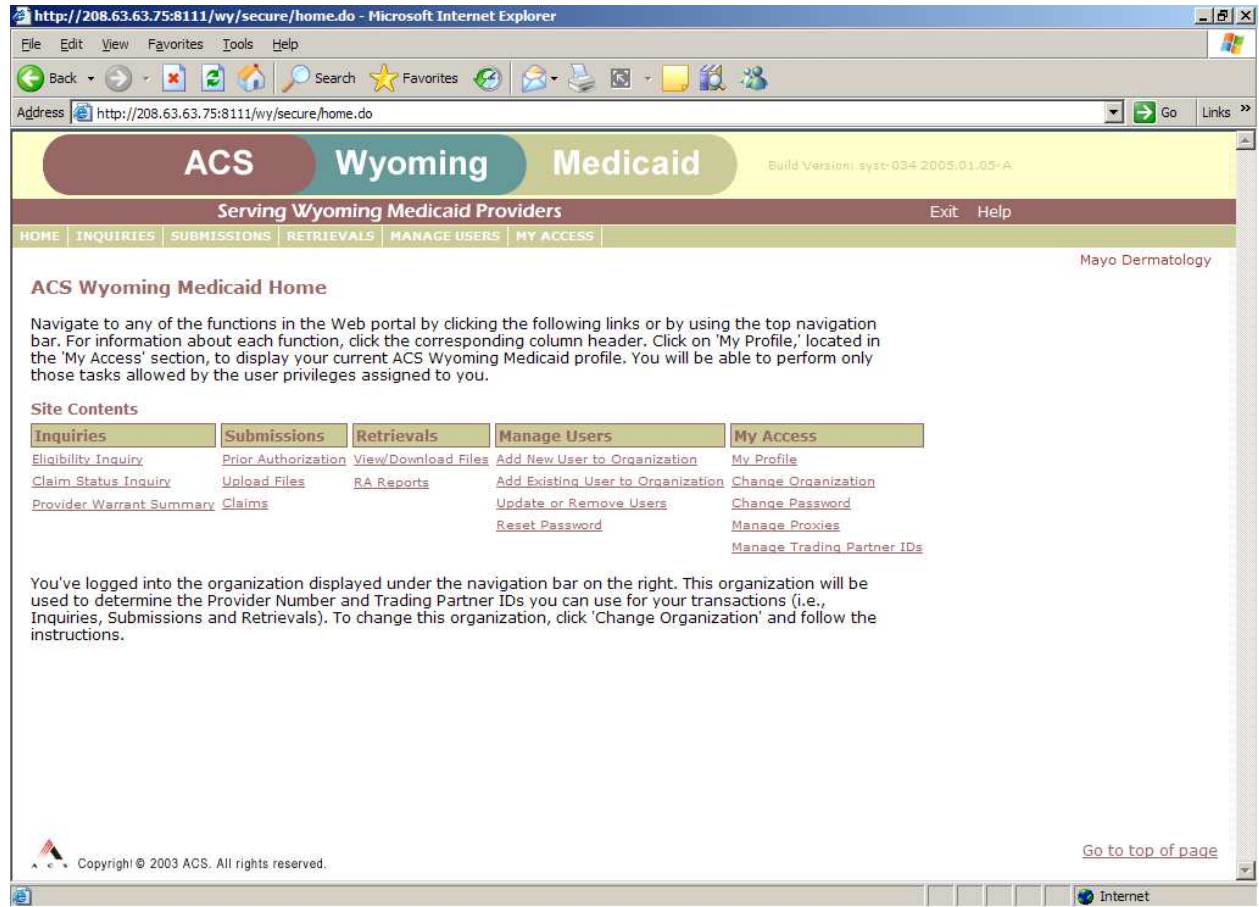 http://208.63.63.75:8111/wy/secure/home.do - Microsoft Internet Explorer
File Edit View Favorites Tools Help
Back Search Favorites
Address http://208.63.63.75:8111/wy/secure/home.do Go Links »
ACS Wyoming Medicaid Build Version: syst-034 2005.01.05-A
Serving Wyoming Medicaid Providers Exit Help
HOME INQUIRIES SUBMISSIONS RETRIEVALS MANAGE USERS MY ACCESS
Mayo Dermatology
ACS Wyoming Medicaid Home
Navigate to any of the functions in the Web portal by clicking the following links or by using the top navigation
bar. For information about each function, click the corresponding column header. Click on 'My Profile,' located in
the 'My Access' section, to display your current ACS Wyoming Medicaid profile. You will be able to perform only
those tasks allowed by the user privileges assigned to you.
Site Contents
Inquiries Submissions Retrievals Manage Users My Access
Eligibility Inquiry Prior Authorization View/Download Files Add New User to Organization My Profile
Claim Status Inquiry Upload Files RA Reports Add Existing User to Organization Change Organization
Provider Warrant Summary Claims Update or Remove Users Change Password
Reset Password Manage Proxies
Manage Trading Partner IDs
You've logged into the organization displayed under the navigation bar on the right. This organization will be
used to determine the Provider Number and Trading Partner IDs you can use for your transactions (i.e.,
Inquiries, Submissions and Retrievals). To change this organization, click 'Change Organization' and follow the
instructions.
A C S Copyright © 2003 ACS. All rights reserved.
Go to top of page
Internet